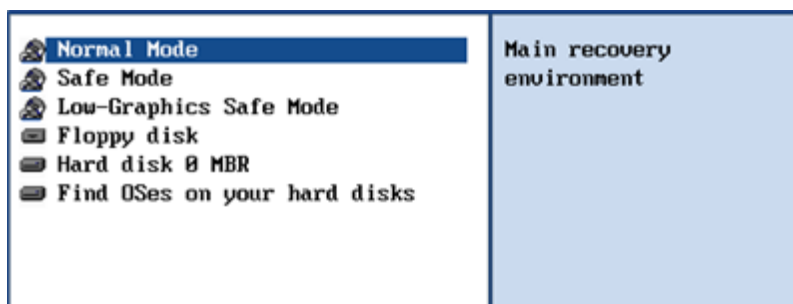 Normal Mode
Safe Mode
Low-Graphics Safe Mode
Floppy disk
Hard disk 0 MBR
Find OSes on your hard disks
Main recovery
environment